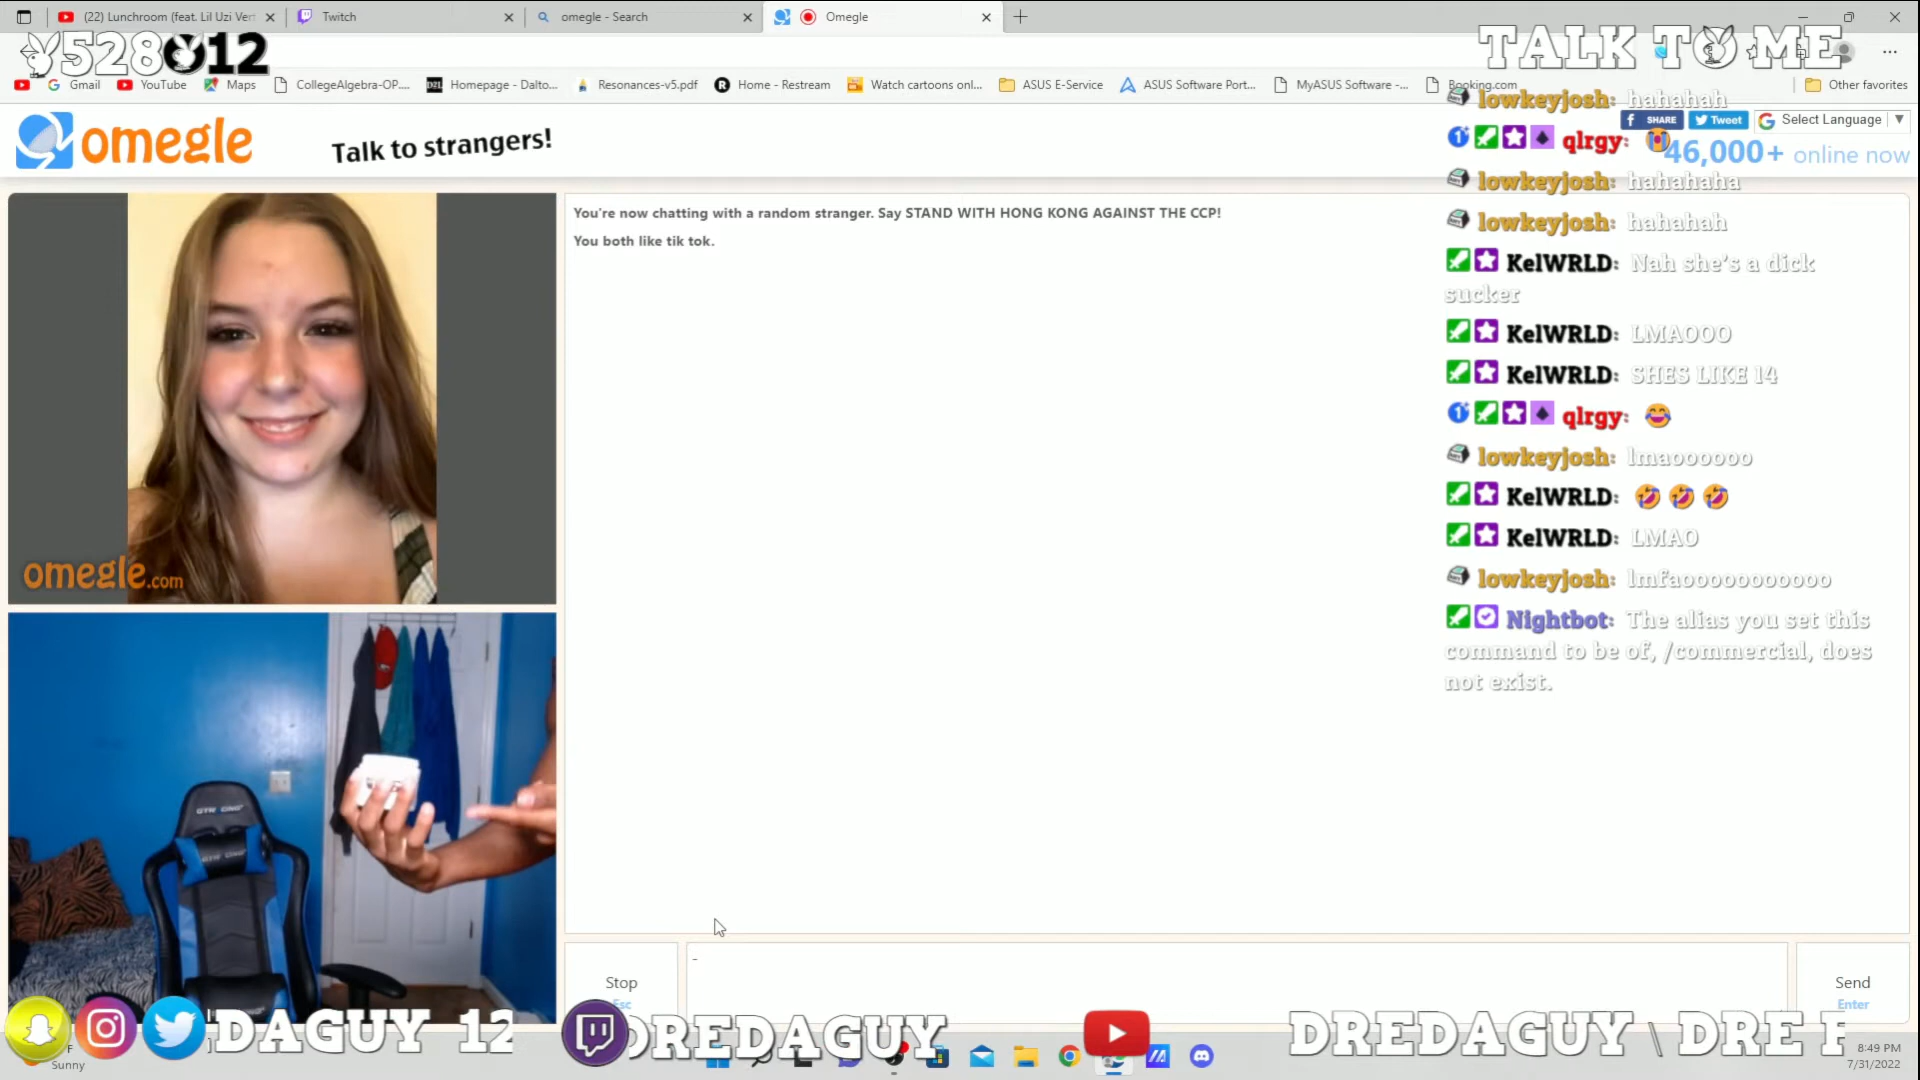 (22) Lunchroom (feat. Lil Uzi Ver
Twitch
omegle - Search
Omegle
528 12
TALK TO ME
Gmail
YouTube
Maps
CollegeAlgebra-OP....
Homepage - Dalto...
Resonances-v5.pdf
Home - Restream
Watch cartoons onl...
ASUS E-Service
ASUS Software Port...
MyASUS Software -...
Booking.com
Other favorites
omegle
Talk to strangers!
SHARE
Tweet
Select Language
46,000+ online now
You're now chatting with a random stranger. Say STAND WITH HONG KONG AGAINST THE CCP!
You both like tik tok.
lowkeyjosh: hahahah
qlrgy: 😭
lowkeyjosh: hahahaha
lowkeyjosh: hahahah
KelWRLD: Nah she's a dick
sucker
KelWRLD: LMAOOO
KelWRLD: SHES LIKE 14
qlrgy: 😂
lowkeyjosh: lmaoooooo
KelWRLD: 🤣🤣🤣
KelWRLD: LMAO
lowkeyjosh: lmfaooooooooooo
Nightbot: The alias you set this
command to be of, /commercial, does
not exist.
omegle.com
Stop
Esc
-
Send
Enter
DAGUY 12
DREDAGUY
DREDAGUY \ DRE
Sunny
8:49 PM
7/31/2022